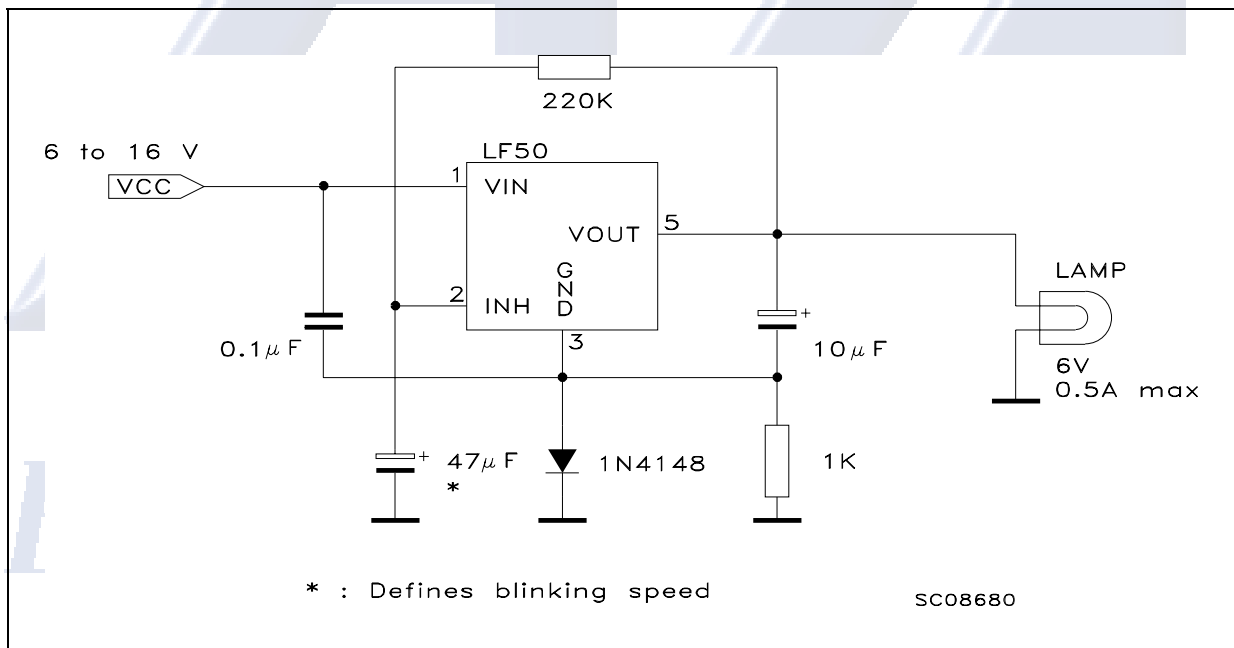 220K
6 to 16 V
LF50
VCC
1
VIN
5
VOUT
LAMP
GND
2
INH
+
3
0.1μF
10μF
6V
0.5A max
+
47μF
*
1N4148
1K
* : Defines blinking speed
SC08680